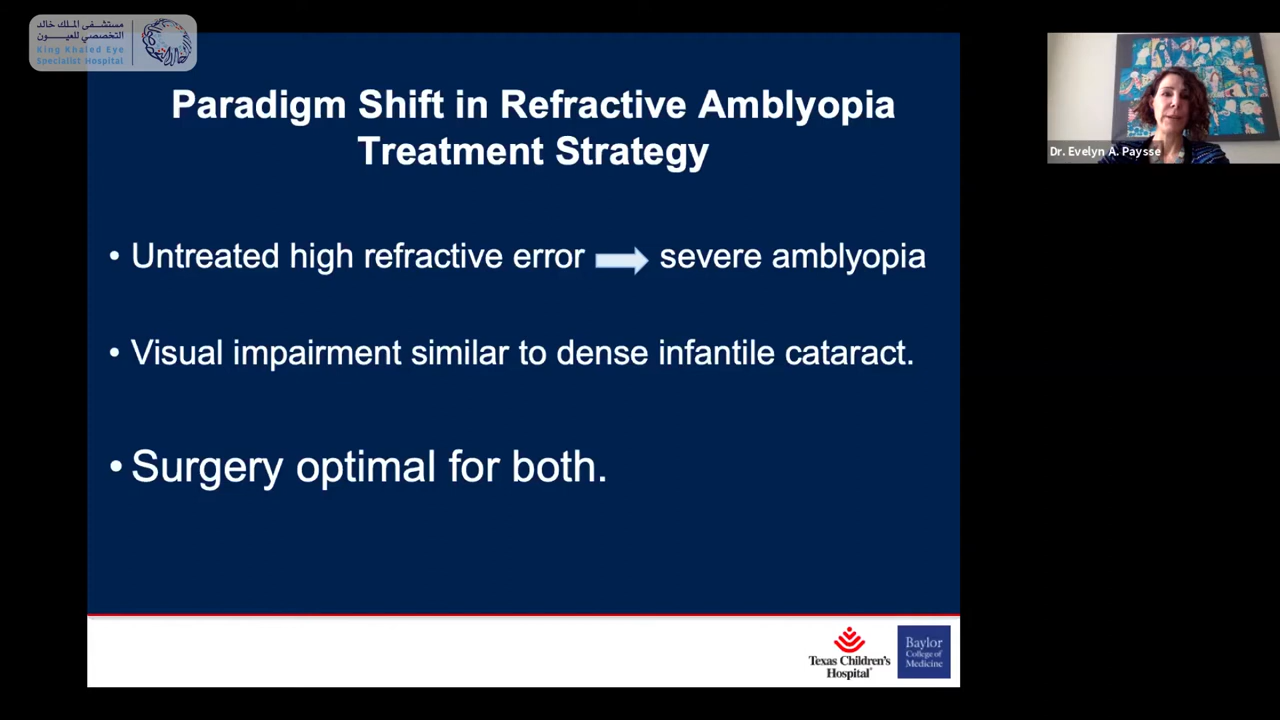 مستشفى الملك خالد
التخصصي للعيون
King Khaled Eye
Specialist Hospital
Paradigm Shift in Refractive Amblyopia
Treatment Strategy
• Untreated high refractive error severe amblyopia
• Visual impairment similar to dense infantile cataract.
• Surgery optimal for both.
Texas Children's
Hospital
Baylor
College of
Medicine
Dr. Evelyn A. Paysse